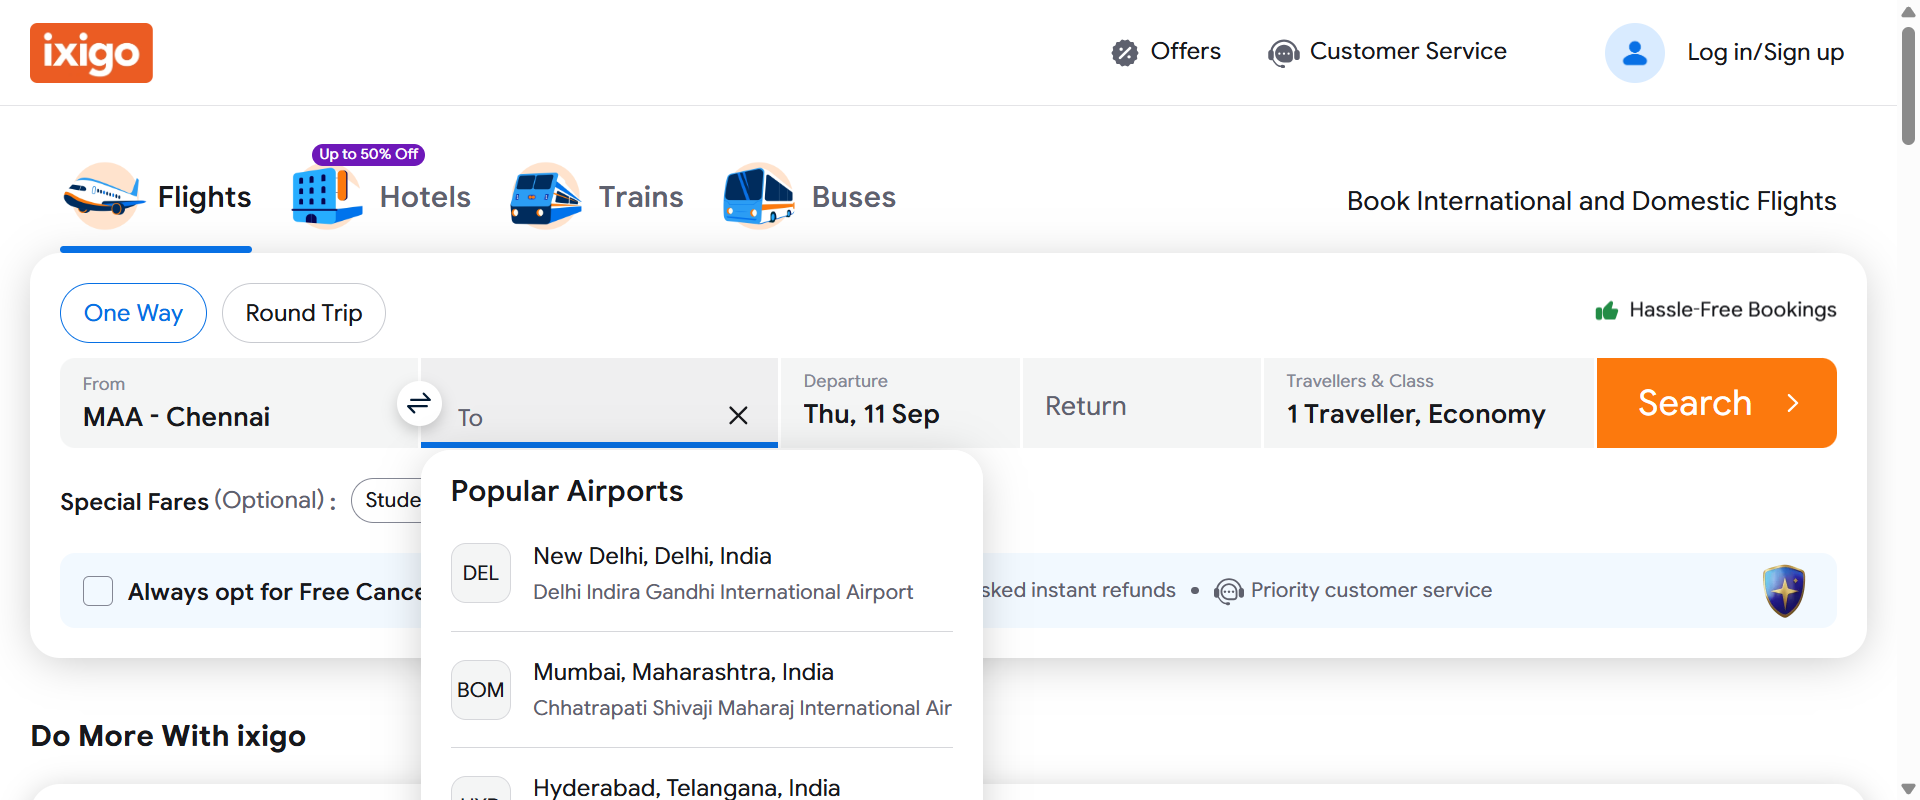 ixigo
Offers
Customer Service
Log in/Sign up
Up to 50% Off
Flights
Hotels
Trains
Buses
Book International and Domestic Flights
One Way
Round Trip
Hassle-Free Bookings
From
MAA - Chennai
To
Departure
Thu, 11 Sep
Return
Travellers & Class
1 Traveller, Economy
Search
Special Fares (Optional) :
Stude
Popular Airports
DEL
New Delhi, Delhi, India
Delhi Indira Gandhi International Airport
Always opt for Free Cance
sked instant refunds • Priority customer service
BOM
Mumbai, Maharashtra, India
Chhatrapati Shivaji Maharaj International Air
Do More With ixigo
Hyderabad, Telangana, India